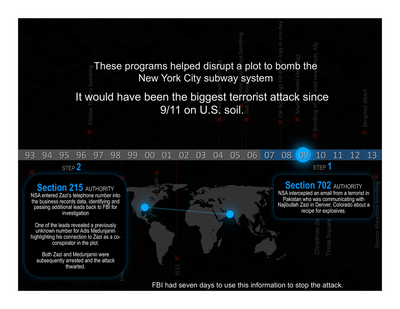 These programs helped disrupt a plot to bomb the
New York City subway system
It would have been the biggest terrorist attack since
9/11 on U.S. soil.
93 94 95 96 97 98 99 00 01 02 03 04 05 06 07 08 09 10 11 12 13
STEP 2
Section 215 AUTHORITY
NSA entered Zazi's telephone number into
the business records data, identifying and
passing additional leads back to FBI for
investigation
One of the leads revealed a previously
unknown number for Adis Medunjanin
highlighting his connection to Zazi as a co-
conspirator in the plot.
Both Zazi and Medunjanin were
subsequently arrested and the attack
thwarted.
STEP 1
Section 702 AUTHORITY
NSA intercepted an email from a terrorist in
Pakistan who was communicating with
Najibullah Zazi in Denver, Colorado about a
recipe for explosives.
9/11
FBI had seven days to use this information to stop the attack.